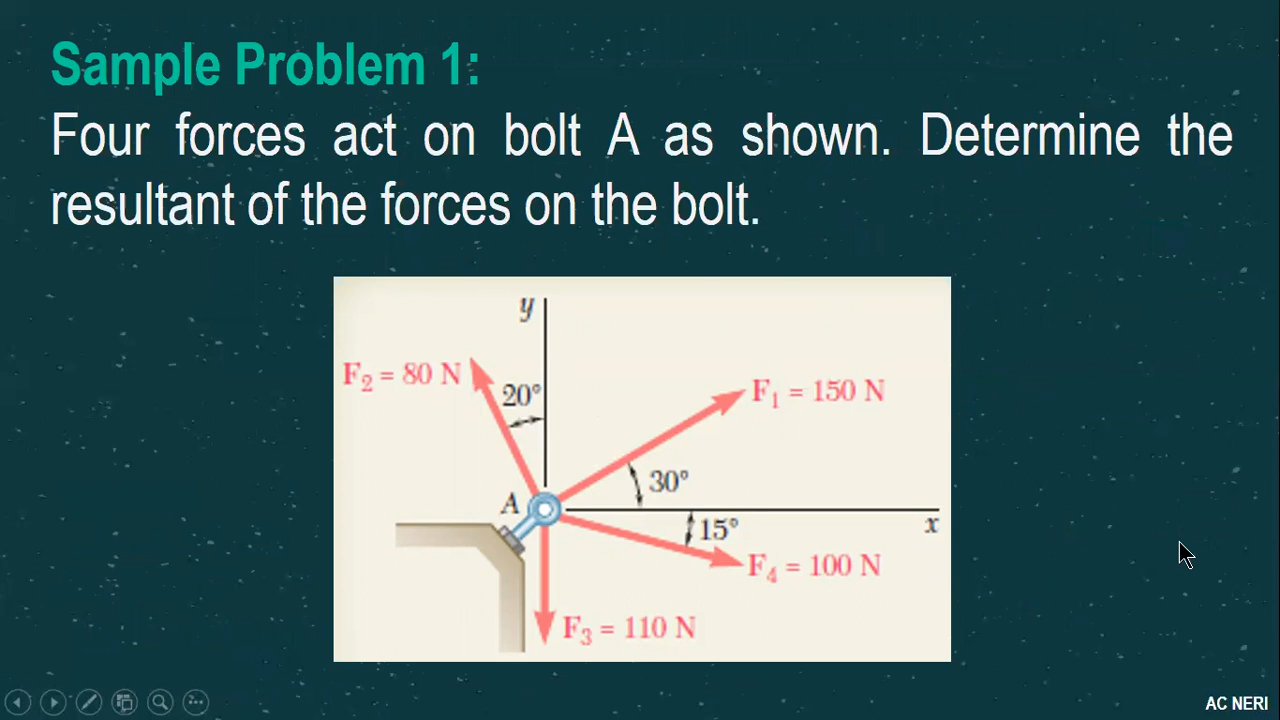 Sample Problem 1:
Four forces act on bolt A as shown. Determine the
resultant of the forces on the bolt.
y
F₂ = 80 N
20°
F₁ = 150 N
30°
A
x
15°
F₄ = 100 N
F₃ = 110 N
AC NERI